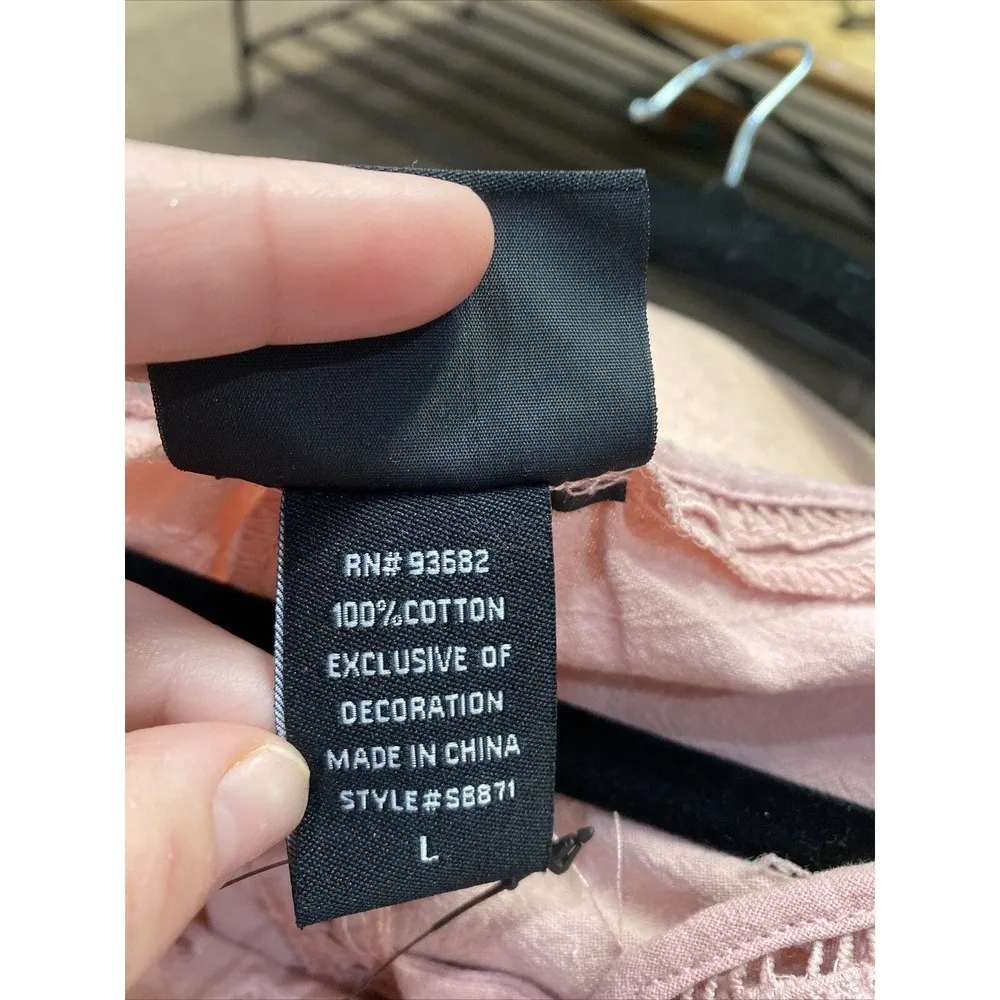 RN# 93682
100%COTTON
EXCLUSIVE OF
DECORATION
MADE IN CHINA
STYLE#S8871
L